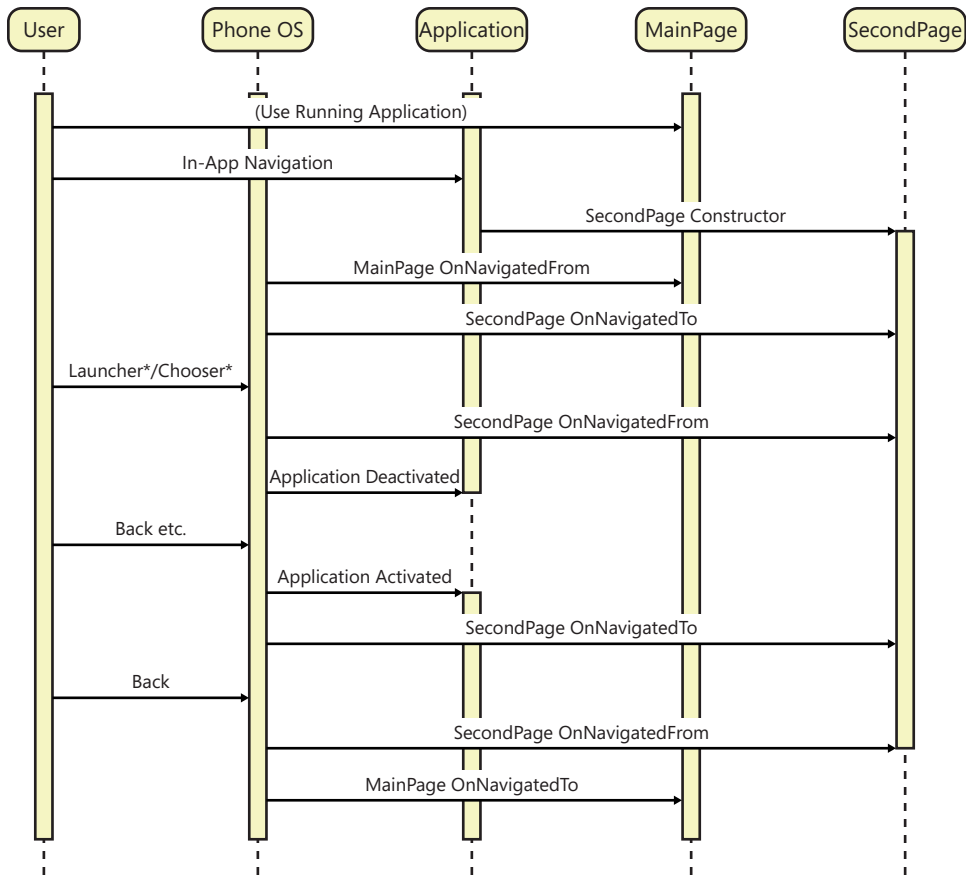 User
Phone OS
Application
MainPage
SecondPage
(Use Running Application)
In-App Navigation
SecondPage Constructor
MainPage OnNavigatedFrom
SecondPage OnNavigatedTo
Launcher*/Chooser*
SecondPage OnNavigatedFrom
Application Deactivated
Back etc.
Application Activated
SecondPage OnNavigatedTo
Back
SecondPage OnNavigatedFrom
MainPage OnNavigatedTo